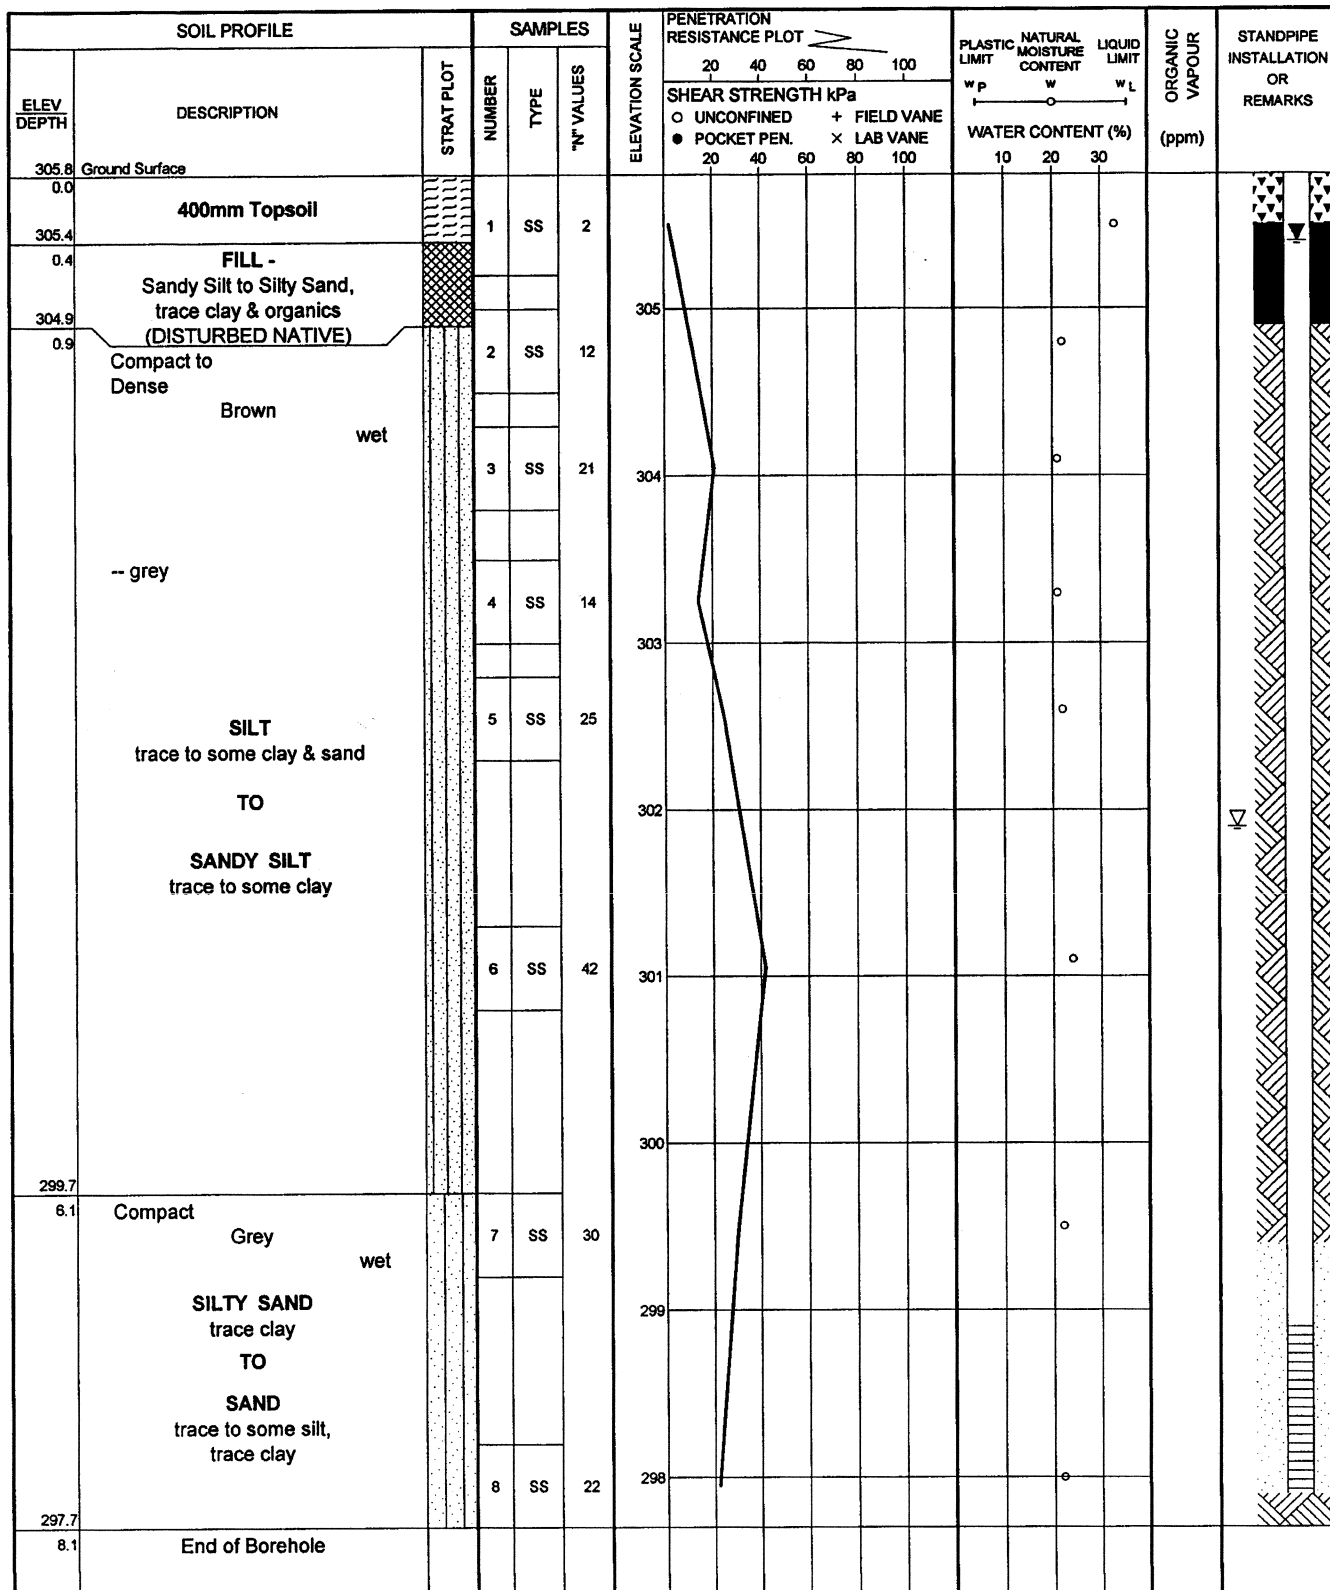 SOIL PROFILE
SAMPLES
ELEV
DEPTH
DESCRIPTION
STRAT PLOT
NUMBER
TYPE
"N" VALUES
ELEVATION SCALE
PENETRATION
RESISTANCE PLOT
20 40 60 80 100
SHEAR STRENGTH kPa
O UNCONFINED + FIELD VANE
● POCKET PEN. × LAB VANE
20 40 60 80 100
PLASTIC LIMIT
NATURAL MOISTURE CONTENT
LIQUID LIMIT
wP w wL
WATER CONTENT (%)
10 20 30
ORGANIC VAPOUR
(ppm)
STANDPIPE
INSTALLATION
OR
REMARKS
305.8 Ground Surface
0.0
400mm Topsoil
1 SS 2
305.4
0.4
FILL -
Sandy Silt to Silty Sand,
trace clay & organics
(DISTURBED NATIVE)
305
304.9
0.9
Compact to
Dense
2 SS 12
Brown
wet
3 SS 21
304
-- grey
4 SS 14
303
SILT
5 SS 25
trace to some clay & sand
TO
302
SANDY SILT
trace to some clay
6 SS 42
301
300
299.7
6.1
Compact
Grey
7 SS 30
wet
SILTY SAND
299
trace clay
TO
SAND
trace to some silt,
trace clay
298
8 SS 22
297.7
8.1
End of Borehole